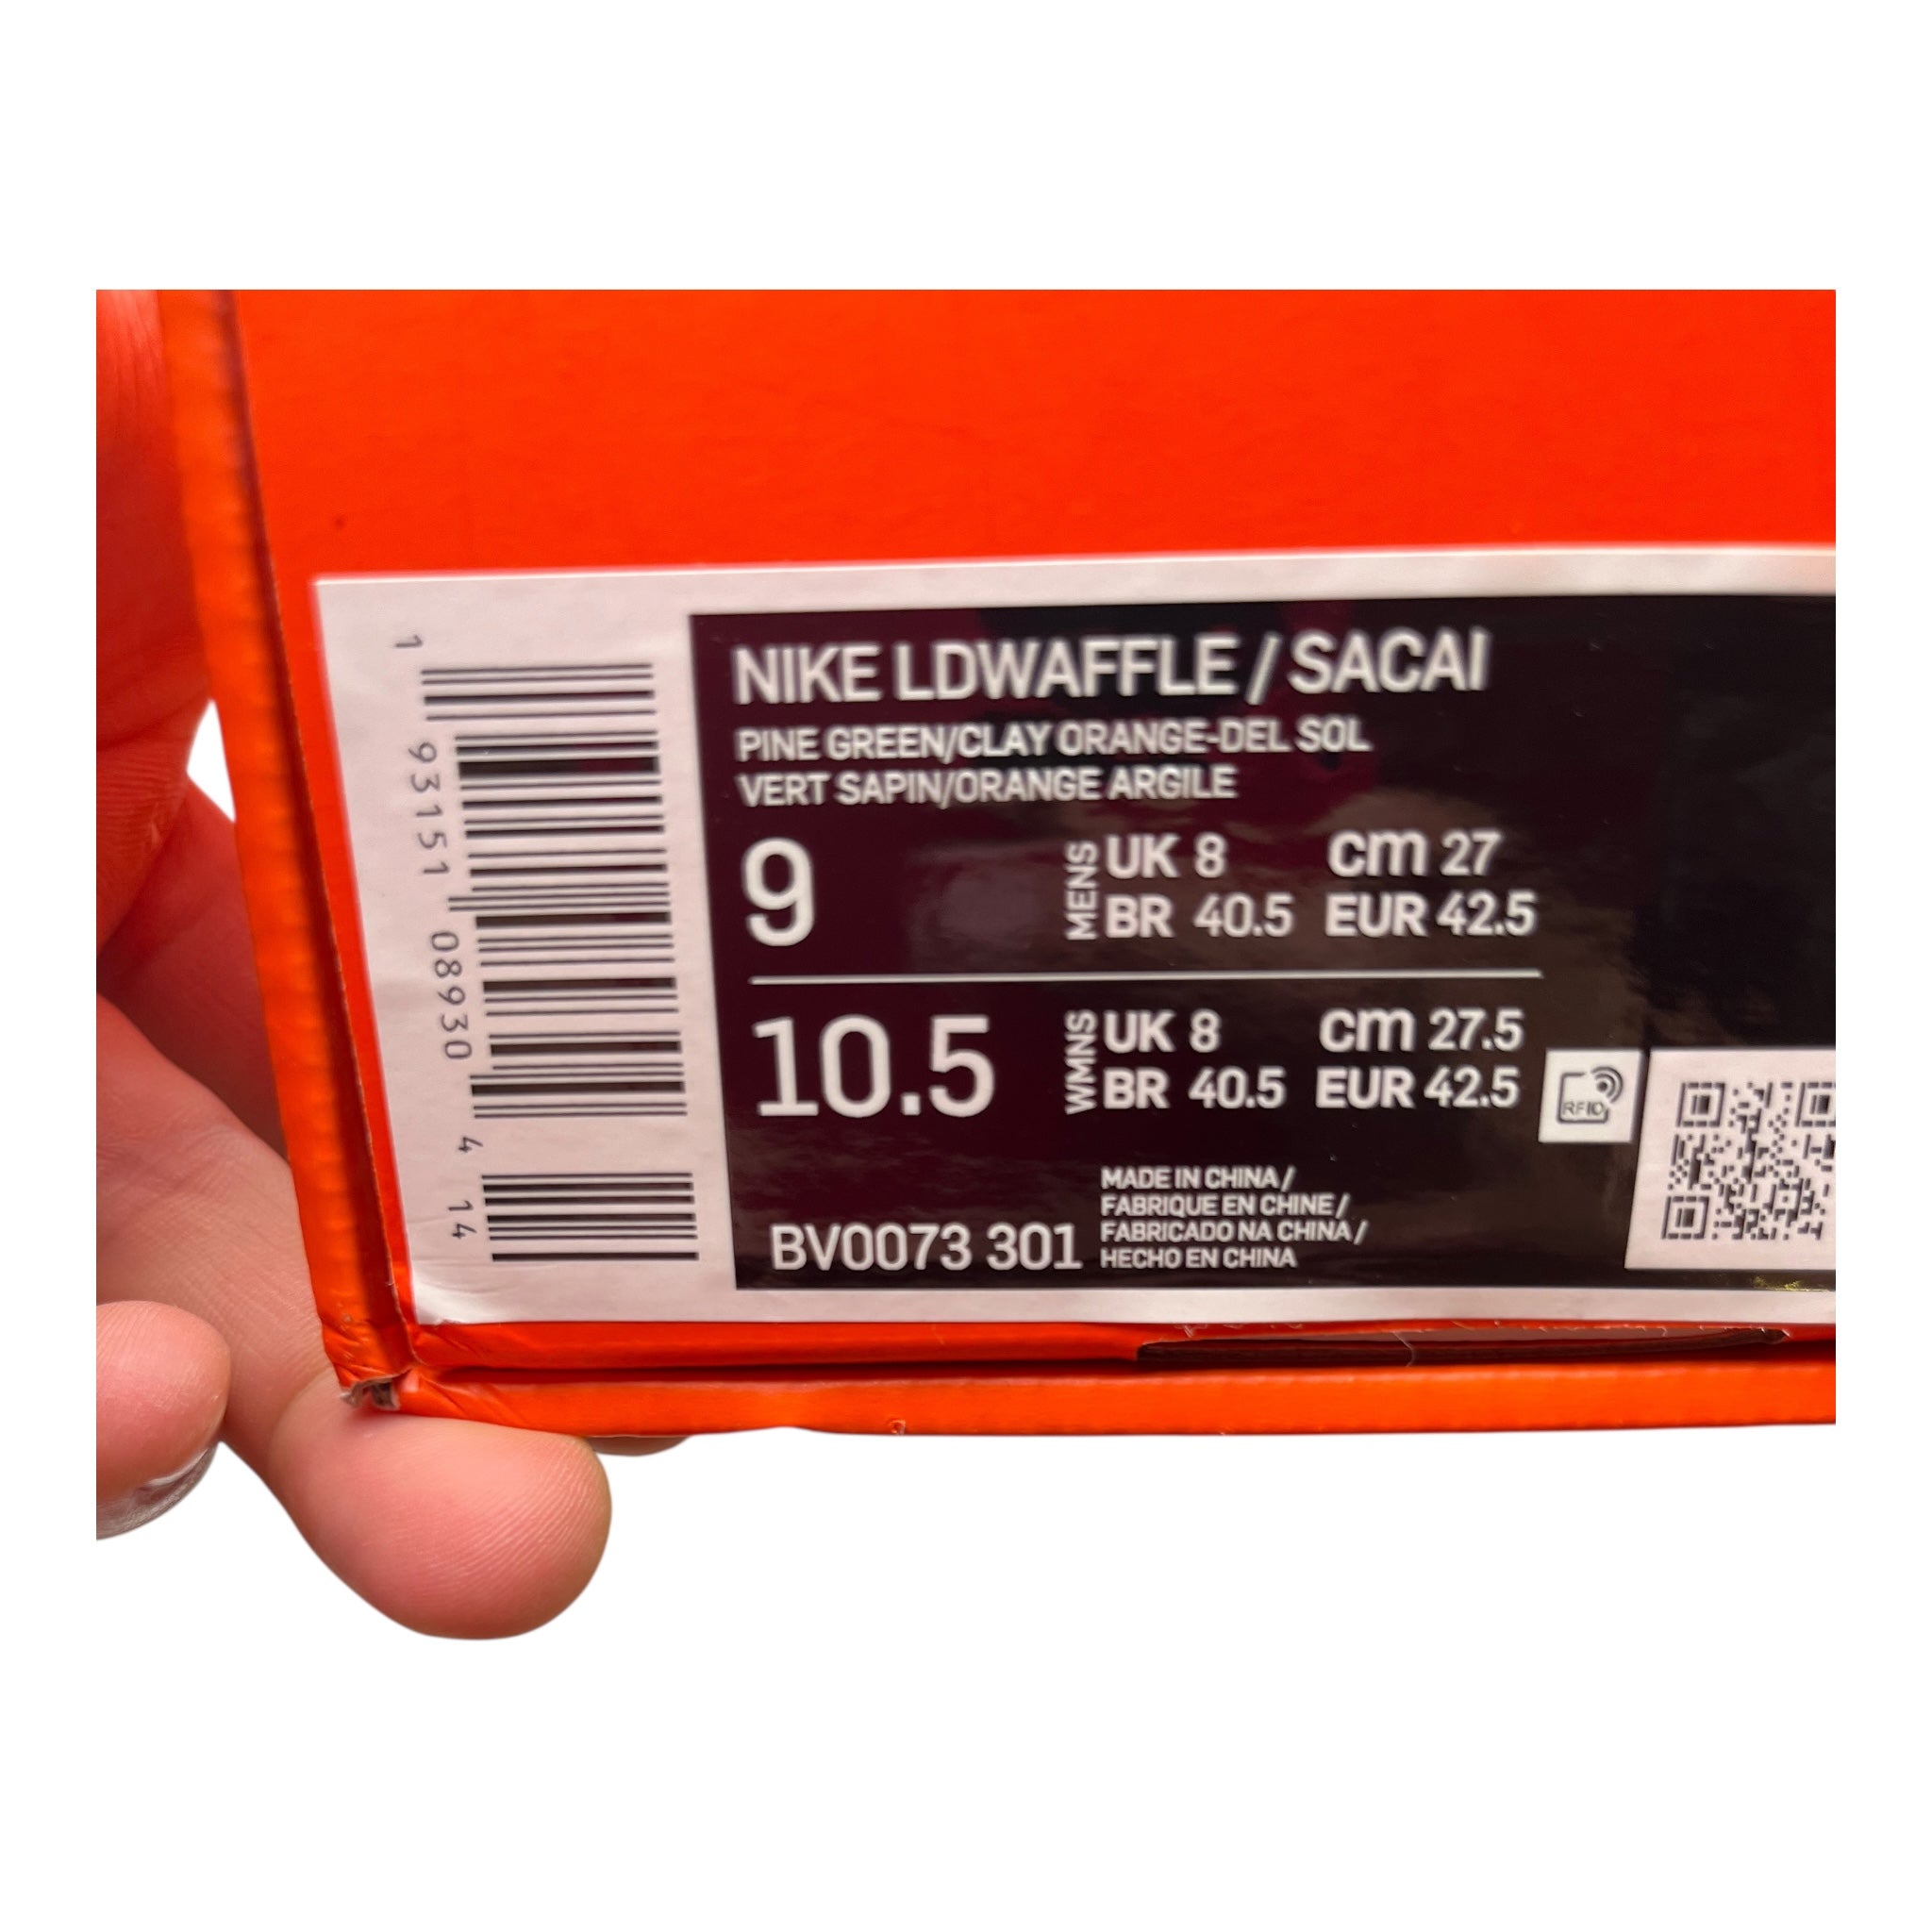 1 93151 08930 4 14
NIKE LDWAFFLE / SACAI
PINE GREEN/CLAY ORANGE-DEL SOL
VERT SAPIN/ORANGE ARGILE
9 MENS UK 8 cm 27
BR 40.5 EUR 42.5
10.5 WMNS UK 8 cm 27.5
BR 40.5 EUR 42.5
RFID
MADE IN CHINA /
FABRIQUE EN CHINE /
FABRICADO NA CHINA /
BV0073 301 HECHO EN CHINA